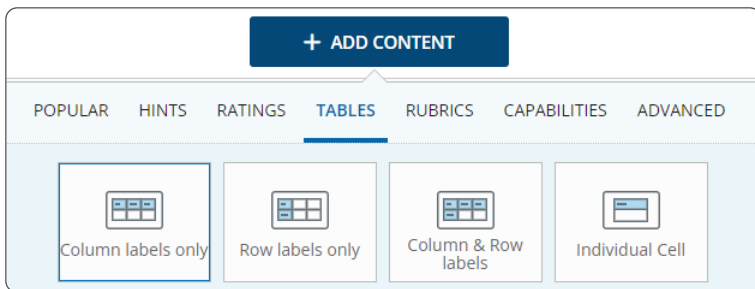 + ADD CONTENT
POPULAR HINTS RATINGS TABLES RUBRICS CAPABILITIES ADVANCED
Column labels only
Row labels only
Column & Row
labels
Individual Cell